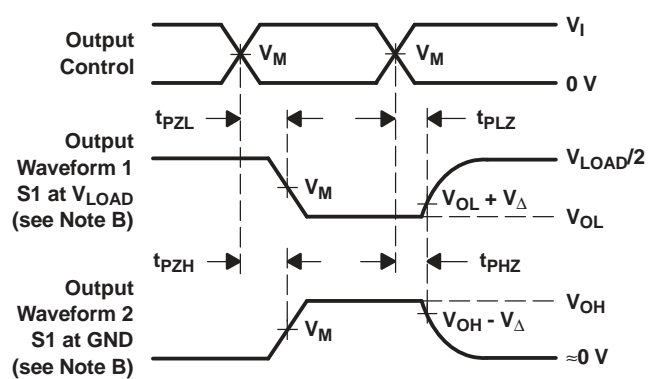 Output
Control
V_M
V_M
V_I
0 V
t_PZL
t_PLZ
Output
Waveform 1
S1 at V_LOAD
(see Note B)
V_M
V_LOAD/2
V_OL + V_Δ
V_OL
t_PZH
t_PHZ
Output
Waveform 2
S1 at GND
(see Note B)
V_M
V_OH
V_OH - V_Δ
≈0 V